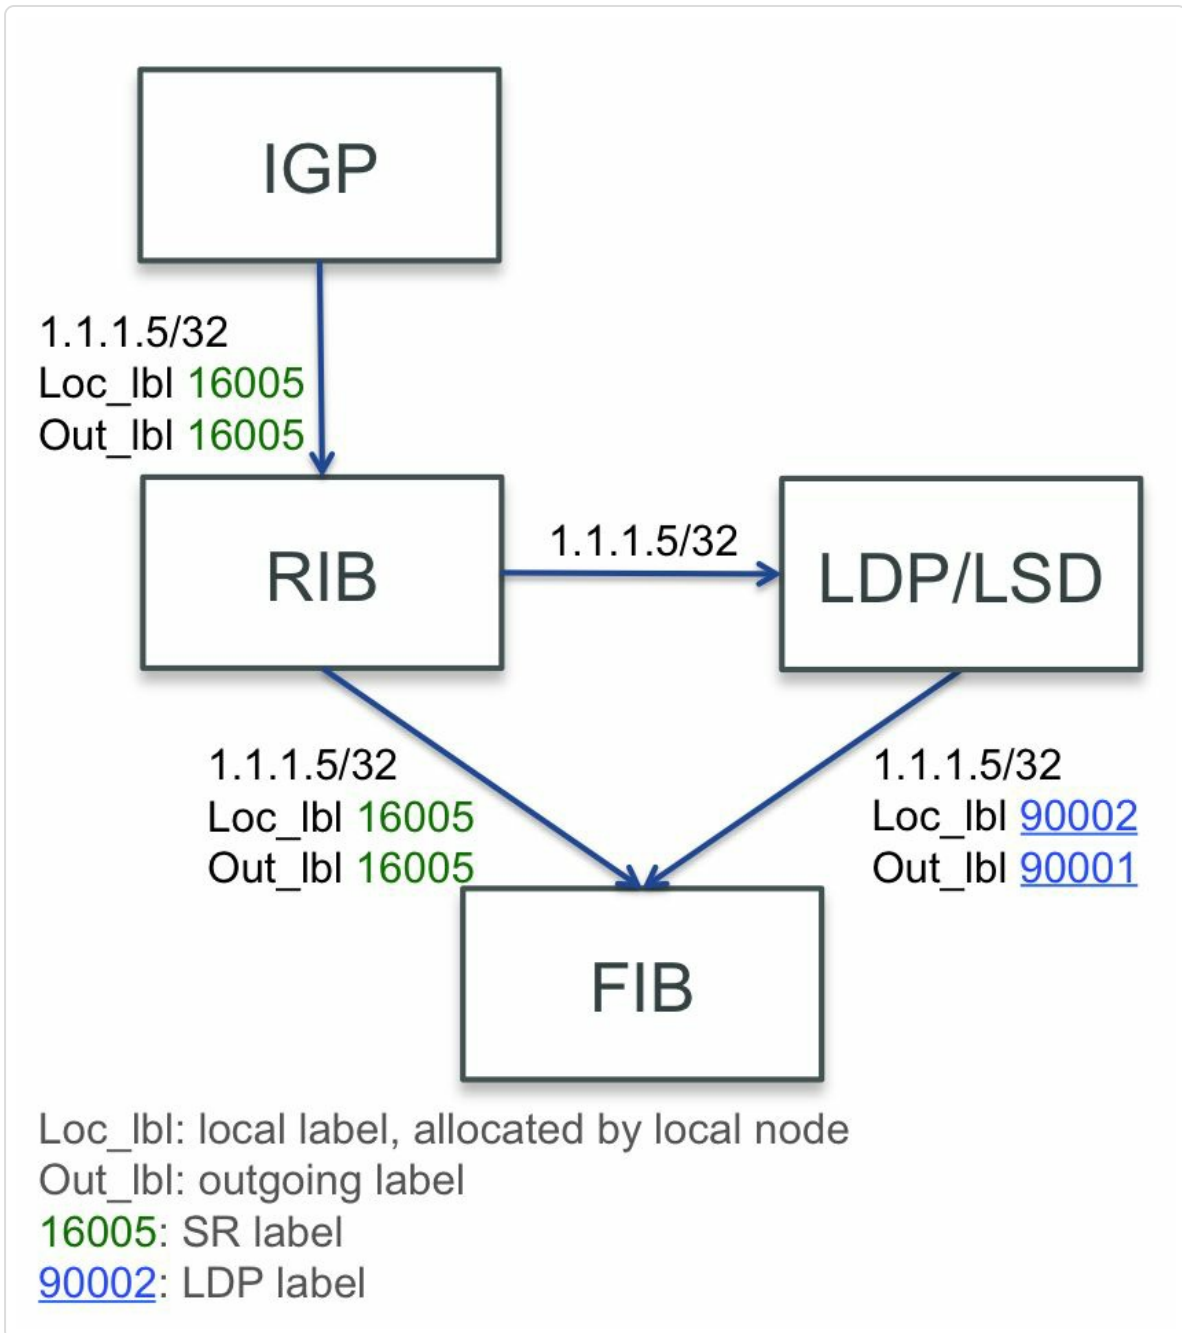 IGP
1.1.1.5/32
Loc_lbl 16005
Out_lbl 16005
RIB
1.1.1.5/32
LDP/LSD
1.1.1.5/32
Loc_lbl 16005
Out_lbl 16005
1.1.1.5/32
Loc_lbl 90002
Out_lbl 90001
FIB
Loc_lbl: local label, allocated by local node
Out_lbl: outgoing label
16005: SR label
90002: LDP label